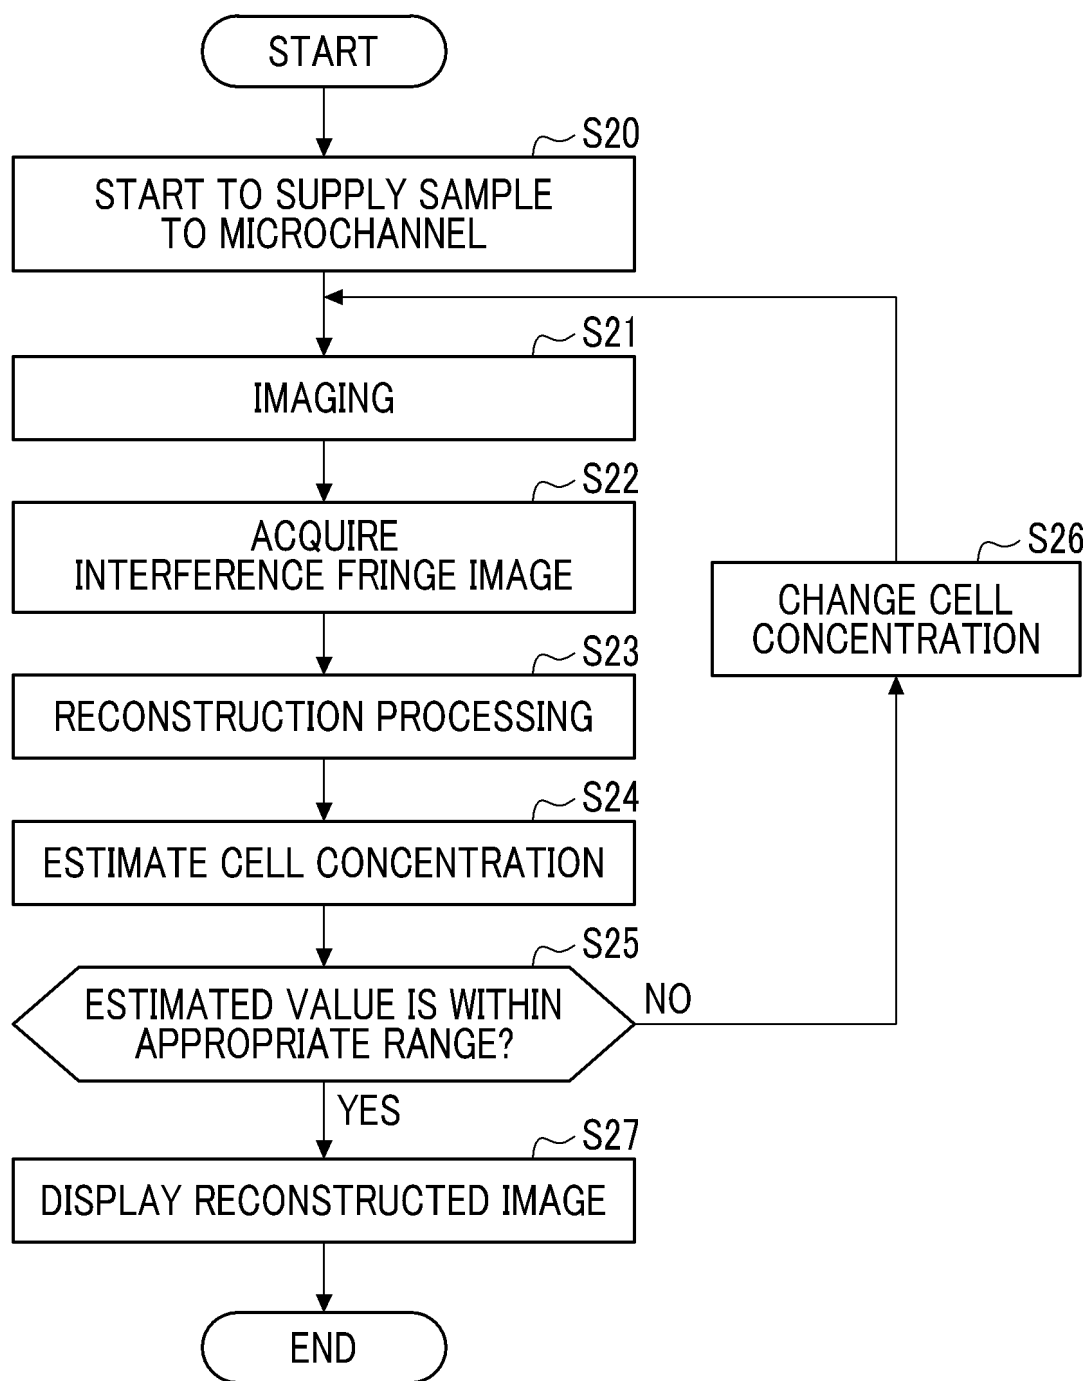 START
S20
START TO SUPPLY SAMPLE
TO MICROCHANNEL
S21
IMAGING
S22
ACQUIRE
INTERFERENCE FRINGE IMAGE
S26
CHANGE CELL
CONCENTRATION
S23
RECONSTRUCTION PROCESSING
S24
ESTIMATE CELL CONCENTRATION
S25
ESTIMATED VALUE IS WITHIN
APPROPRIATE RANGE?
NO
YES
S27
DISPLAY RECONSTRUCTED IMAGE
END